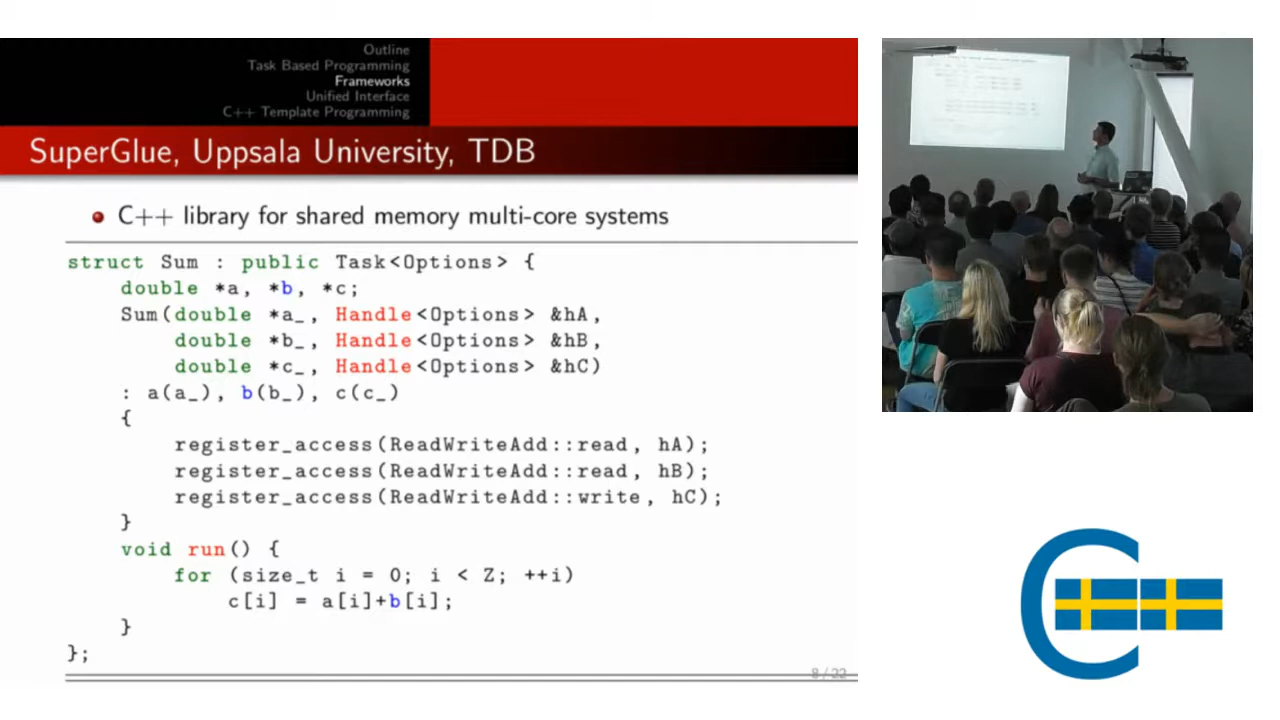 Outline
Task Based Programming
Frameworks
Unified Interface
C++ Template Programming
SuperGlue, Uppsala University, TDB
C++ library for shared memory multi-core systems
struct Sum : public Task<Options> {
double *a, *b, *c;
Sum(double *a_, Handle<Options> &hA,
double *b_, Handle<Options> &hB,
double *c_, Handle<Options> &hC)
: a(a_), b(b_), c(c_)
{
register_access(ReadWriteAdd::read, hA);
register_access(ReadWriteAdd::read, hB);
register_access(ReadWriteAdd::write, hC);
}
void run() {
for (size_t i = 0; i < Z; ++i)
c[i] = a[i]+b[i];
}
};
8 / 22
C